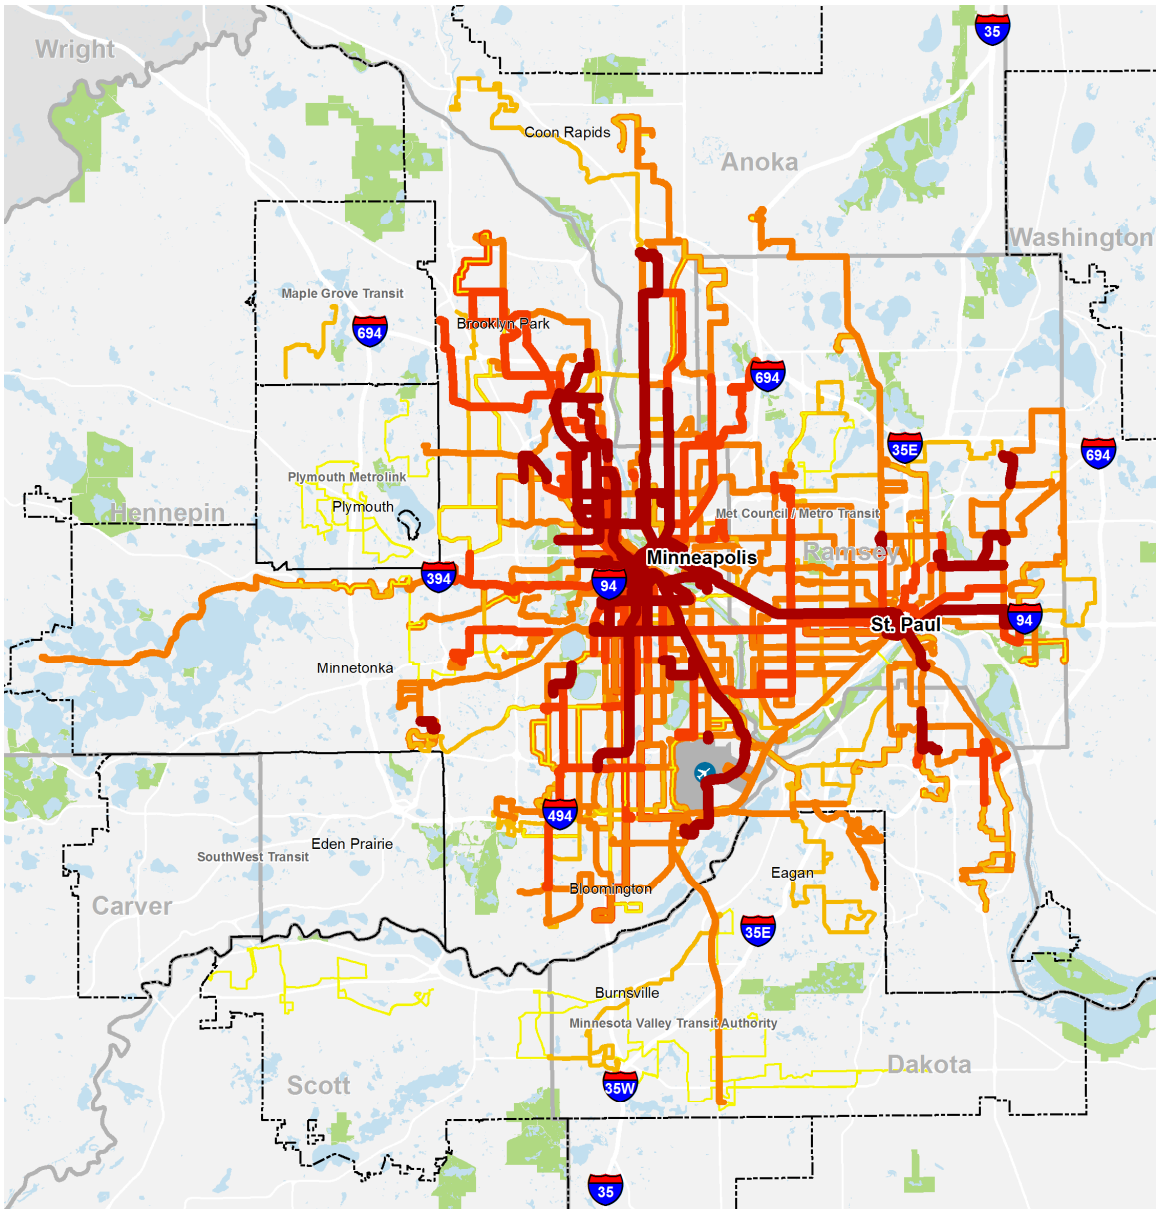 35
Wright
Coon Rapids
Anoka
Washington
Maple Grove Transit
694
Brooklyn Park
694
35E
694
Plymouth Metrolink
Plymouth
Hennepin
Met Council / Metro Transit
Ramsey
Minneapolis
394
94
94
St. Paul
Minnetonka
494
Eden Prairie
SouthWest Transit
Eagan
Bloomington
Carver
35E
Burnsville
Minnesota Valley Transit Authority
Dakota
Scott
35W
35